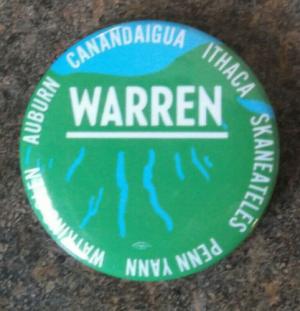 WARREN
AUBURN
CANANDAIGUA
ITHACA
SKANEATELES
PENN YANN